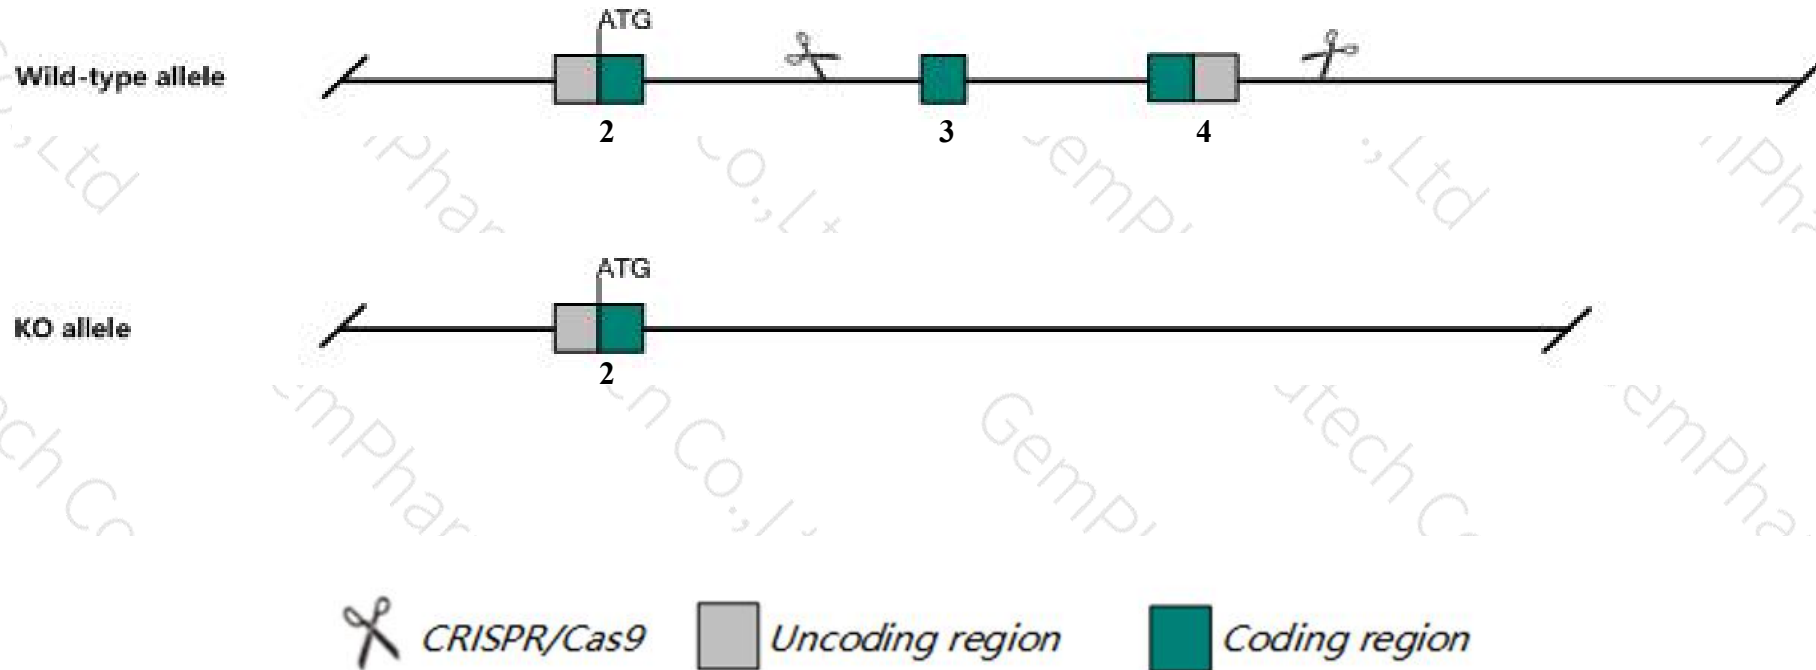 ATG
Wild-type allele
2 3 4
ATG
KO allele
2
CRISPR/Cas9 Uncoding region Coding region